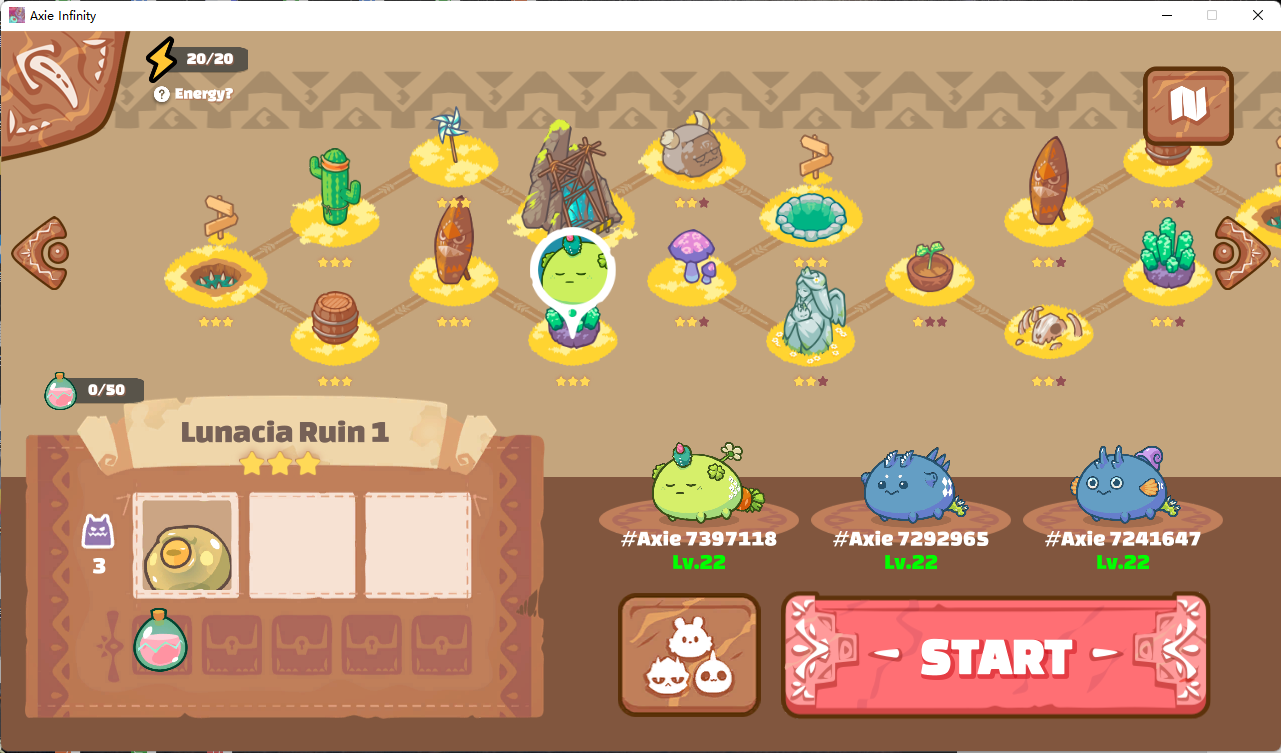 Axie Infinity
20/20
? Energy?
0/50
Lunacia Ruin 1
3
#Axie 7397118
Lv.22
#Axie 7292965
Lv.22
#Axie 7241647
Lv.22
START